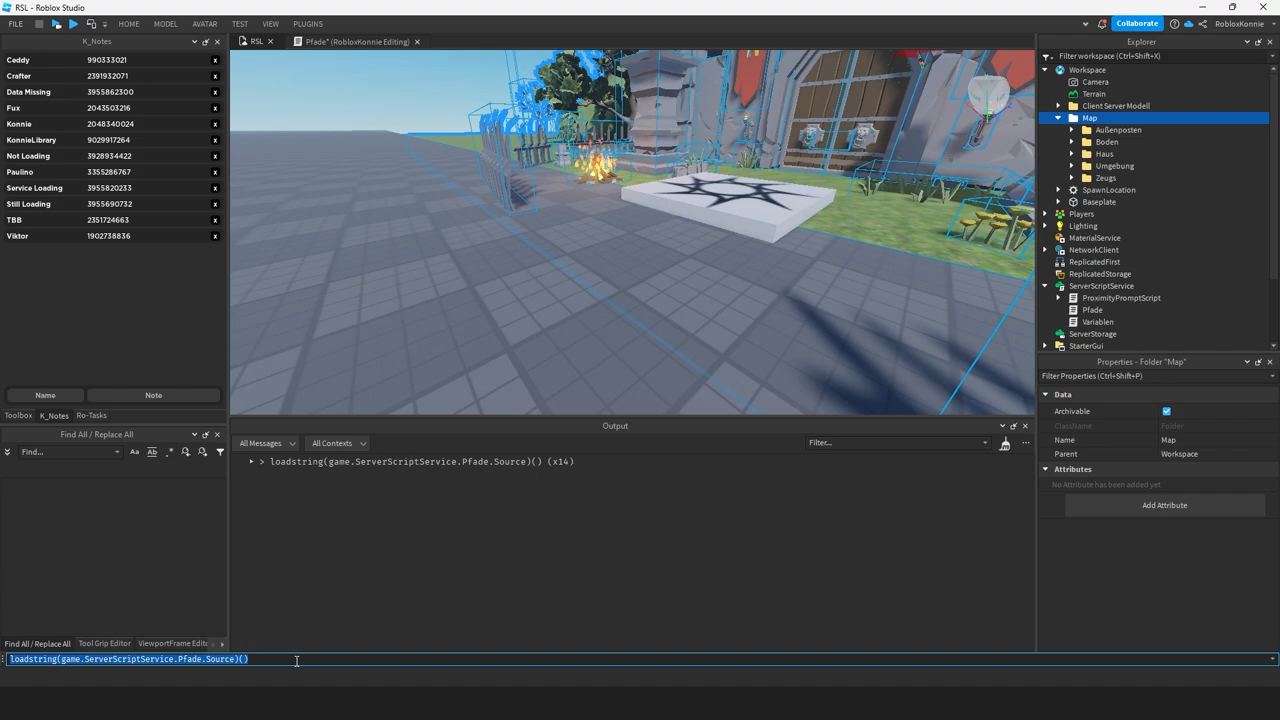 RSL - Roblox Studio
FILE
HOME
MODEL
AVATAR
TEST
VIEW
PLUGINS
Collaborate
RobloxKonnie
K_Notes
Ceddy 990333021
Crafter 2391932071
Data Missing 3955862300
Fux 2043503216
Konnie 2048340024
KonnieLibrary 9029917264
Not Loading 3928934422
Paulino 3335286767
Service Loading 3955820233
Still Loading 3955690732
TBB 2351724663
Viktor 1902738836
Name
Note
Toolbox
K_Notes
Ro-Tasks
Find All / Replace All
Find...
Find All / Replace All
Tool Grip Editor
ViewportFrame Edito
RSL
Pfade* (RobloxKonnie Editing)
Output
All Messages
All Contexts
Filter...
> loadstring(game.ServerScriptService.Pfade.Source)() (x14)
loadstring(game.ServerScriptService.Pfade.Source)()
Explorer
Filter workspace (Ctrl+Shift+X)
Workspace
Camera
Terrain
Client Server Modell
Map
Außenposten
Boden
Haus
Umgebung
Zeugs
SpawnLocation
Baseplate
Players
Lighting
MaterialService
NetworkClient
ReplicatedFirst
ReplicatedStorage
ServerScriptService
ProximityPromptScript
Pfade
Variablen
ServerStorage
StarterGui
Properties - Folder "Map"
Filter Properties (Ctrl+Shift+P)
Data
Archivable
ClassName Folder
Name Map
Parent Workspace
Attributes
No Attribute has been added yet
Add Attribute